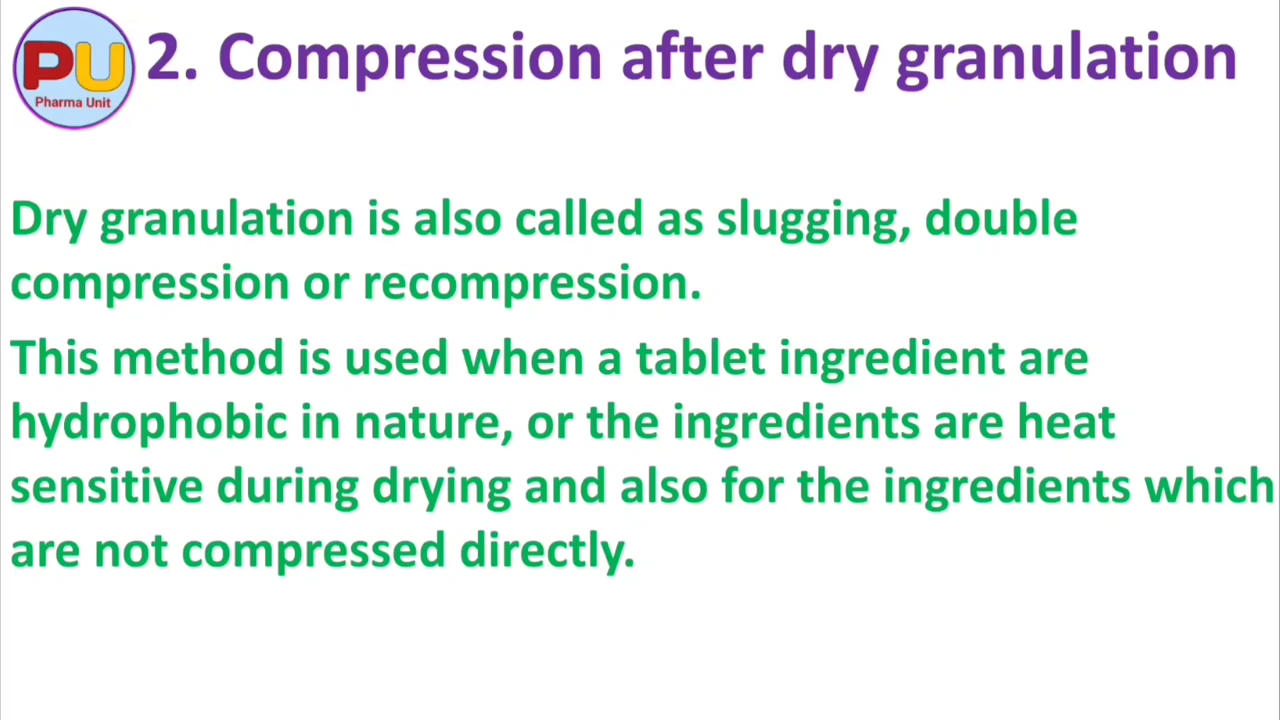 PU
Pharma Unit
2. Compression after dry granulation
Dry granulation is also called as slugging, double
compression or recompression.
This method is used when a tablet ingredient are
hydrophobic in nature, or the ingredients are heat
sensitive during drying and also for the ingredients which
are not compressed directly.